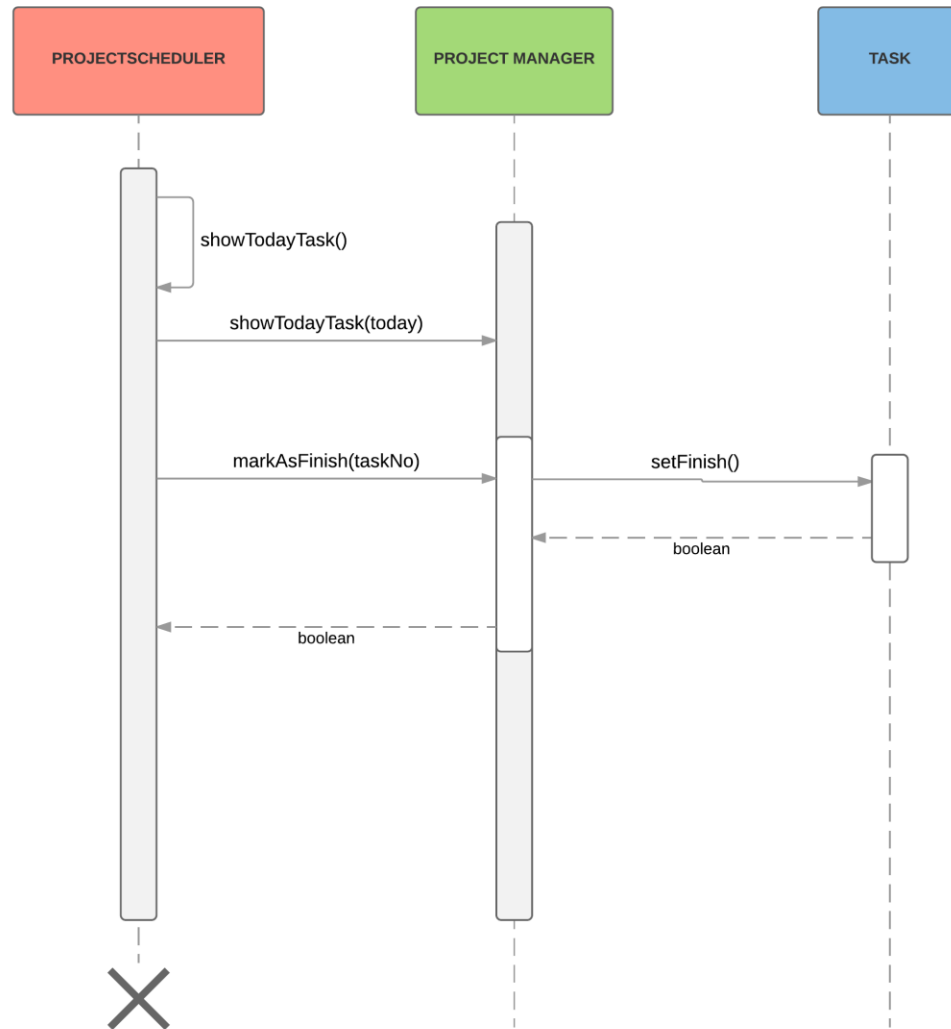 PROJECTSCHEDULER
PROJECT MANAGER
TASK
showTodayTask()
showTodayTask(today)
markAsFinish(taskNo)
setFinish()
boolean
boolean